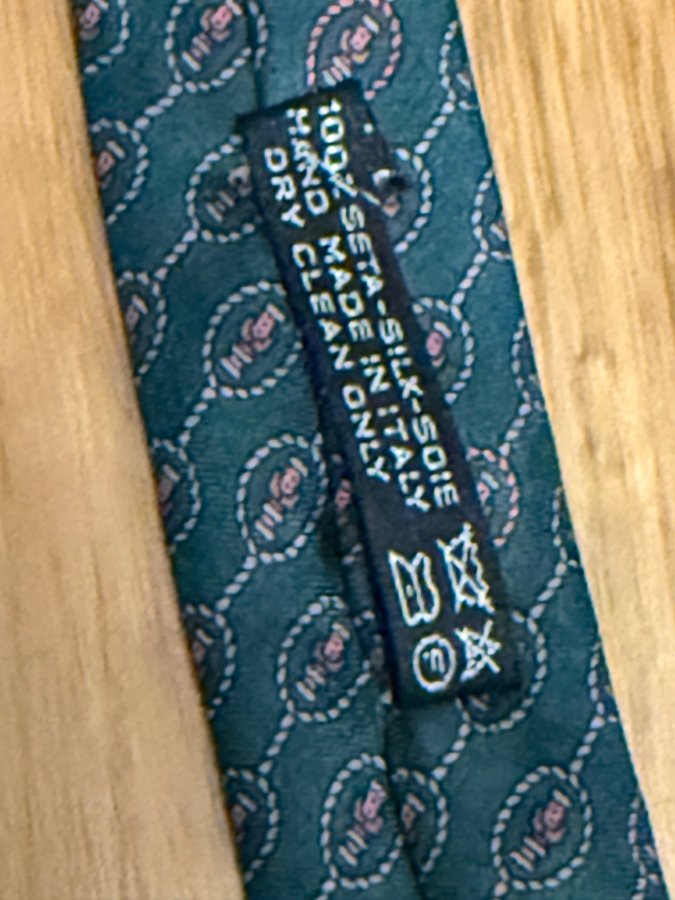 100% SETA-SILK-SOIE
HAND MADE IN ITALY
DRY CLEAN ONLY